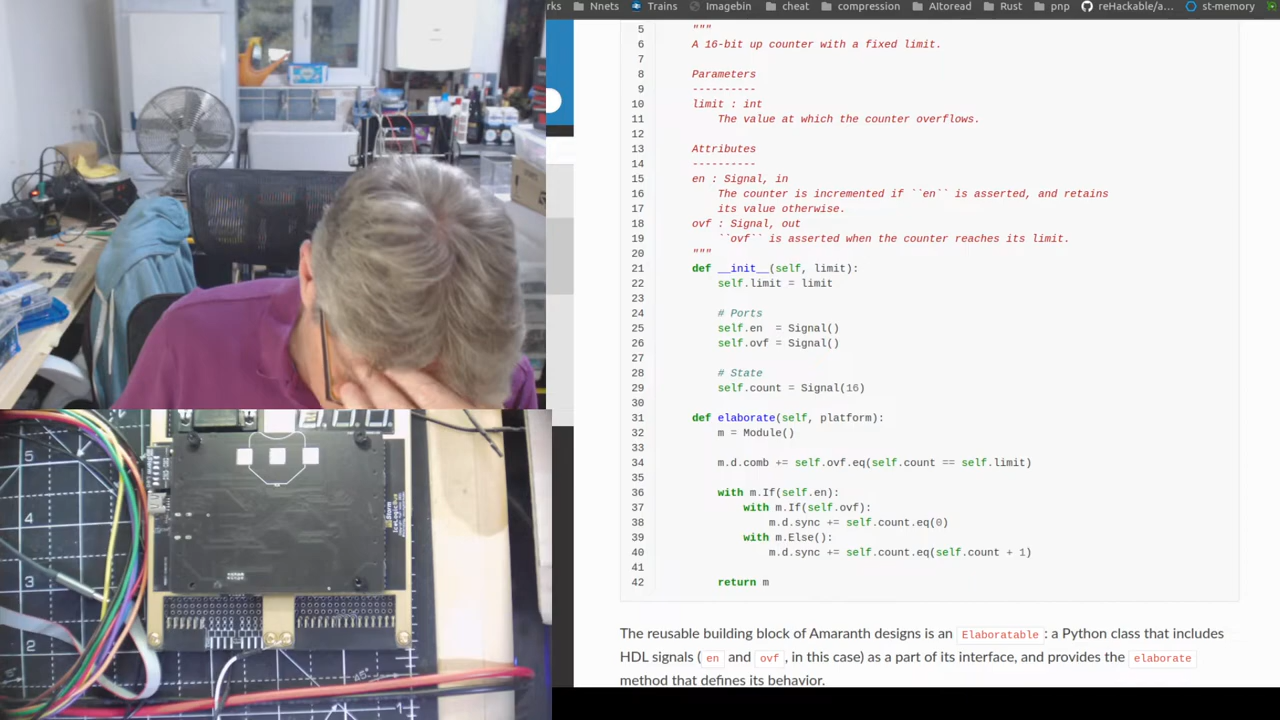 rks Nnets Trains Imagebin cheat compression AItoread Rust pnp reHackable/a... st-memory
5 """
6 A 16-bit up counter with a fixed limit.
7
8 Parameters
9 ----------
10 limit : int
11 The value at which the counter overflows.
12
13 Attributes
14 ----------
15 en : Signal, in
16 The counter is incremented if ``en`` is asserted, and retains
17 its value otherwise.
18 ovf : Signal, out
19 ``ovf`` is asserted when the counter reaches its limit.
20 """
21 def __init__(self, limit):
22 self.limit = limit
23
24 # Ports
25 self.en = Signal()
26 self.ovf = Signal()
27
28 # State
29 self.count = Signal(16)
30
31 def elaborate(self, platform):
32 m = Module()
33
34 m.d.comb += self.ovf.eq(self.count == self.limit)
35
36 with m.If(self.en):
37 with m.If(self.ovf):
38 m.d.sync += self.count.eq(0)
39 with m.Else():
40 m.d.sync += self.count.eq(self.count + 1)
41
42 return m
The reusable building block of Amaranth designs is an Elaboratable : a Python class that includes
HDL signals ( en and ovf , in this case) as a part of its interface, and provides the elaborate
method that defines its behavior.
5
4
3
2
1